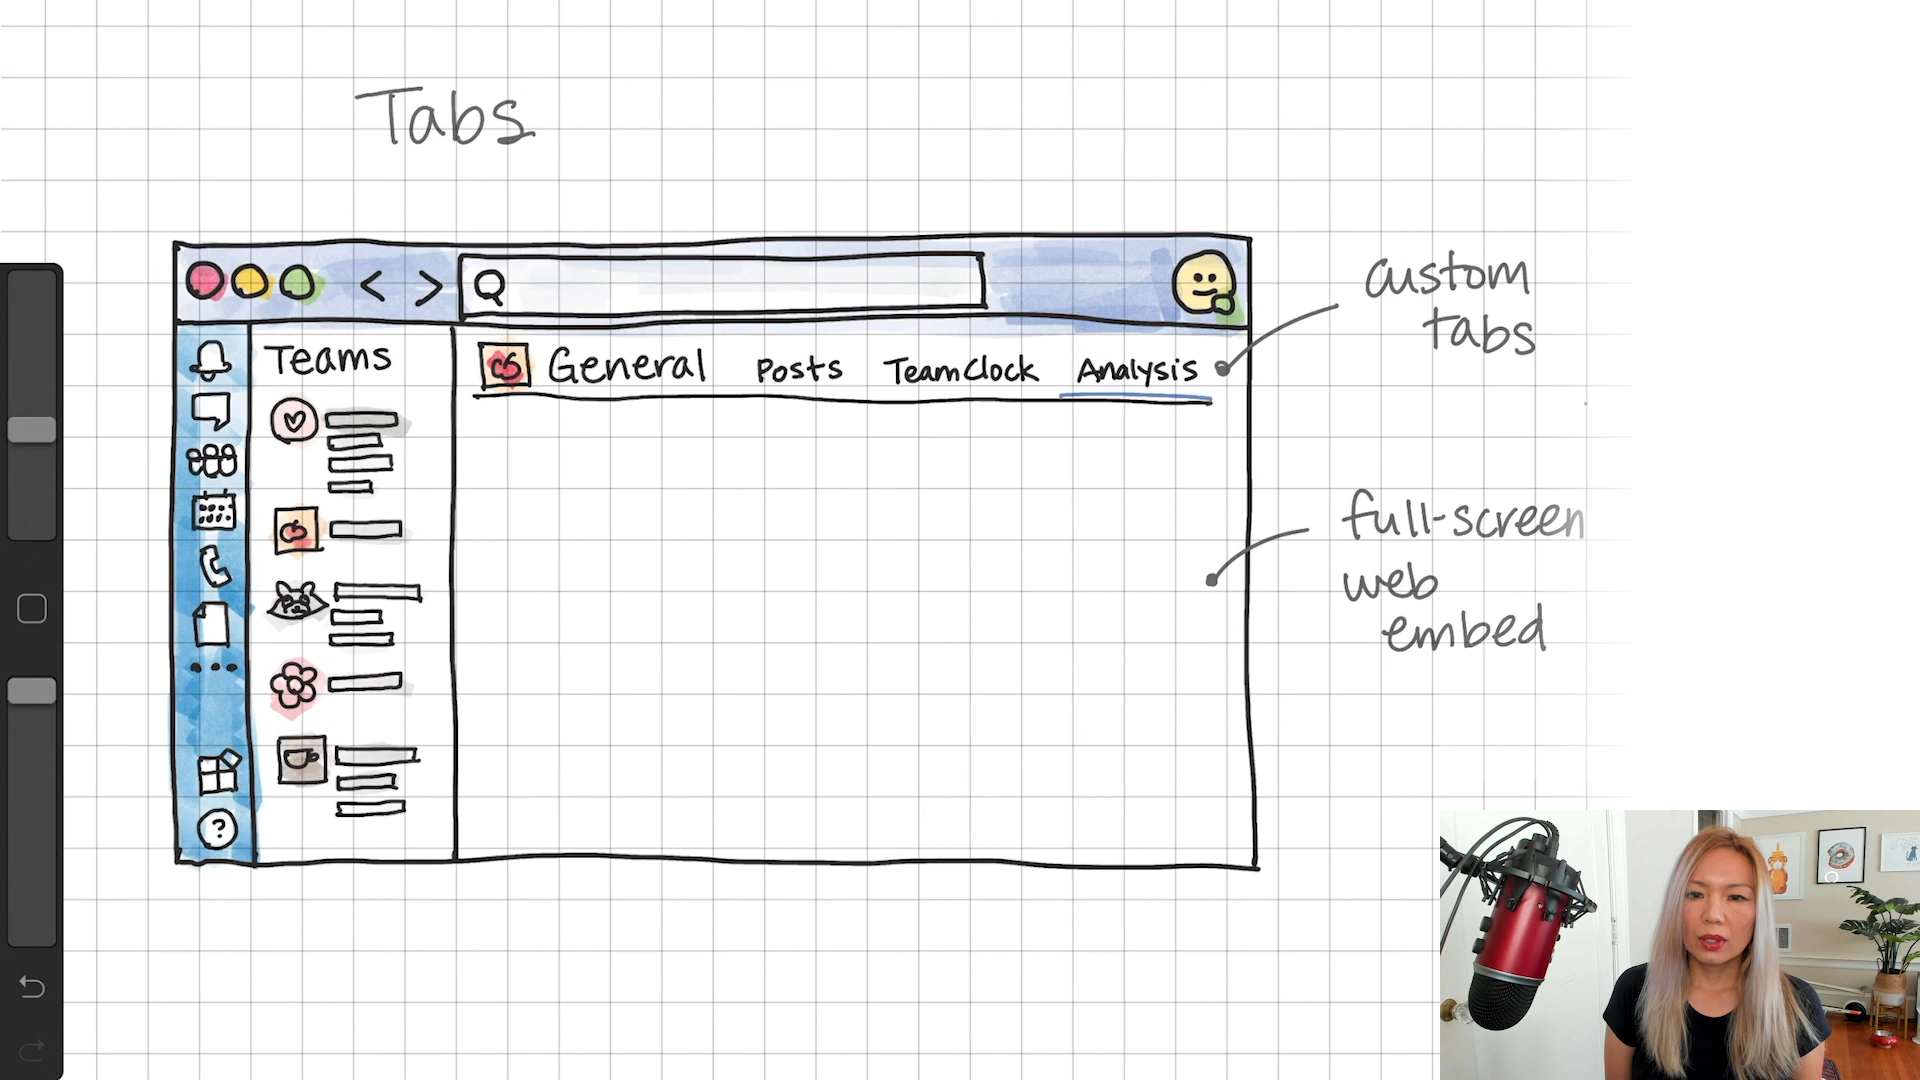 Tabs
custom
tabs
Teams
General Posts TeamClock Analysis
full-screen
web
embed
?